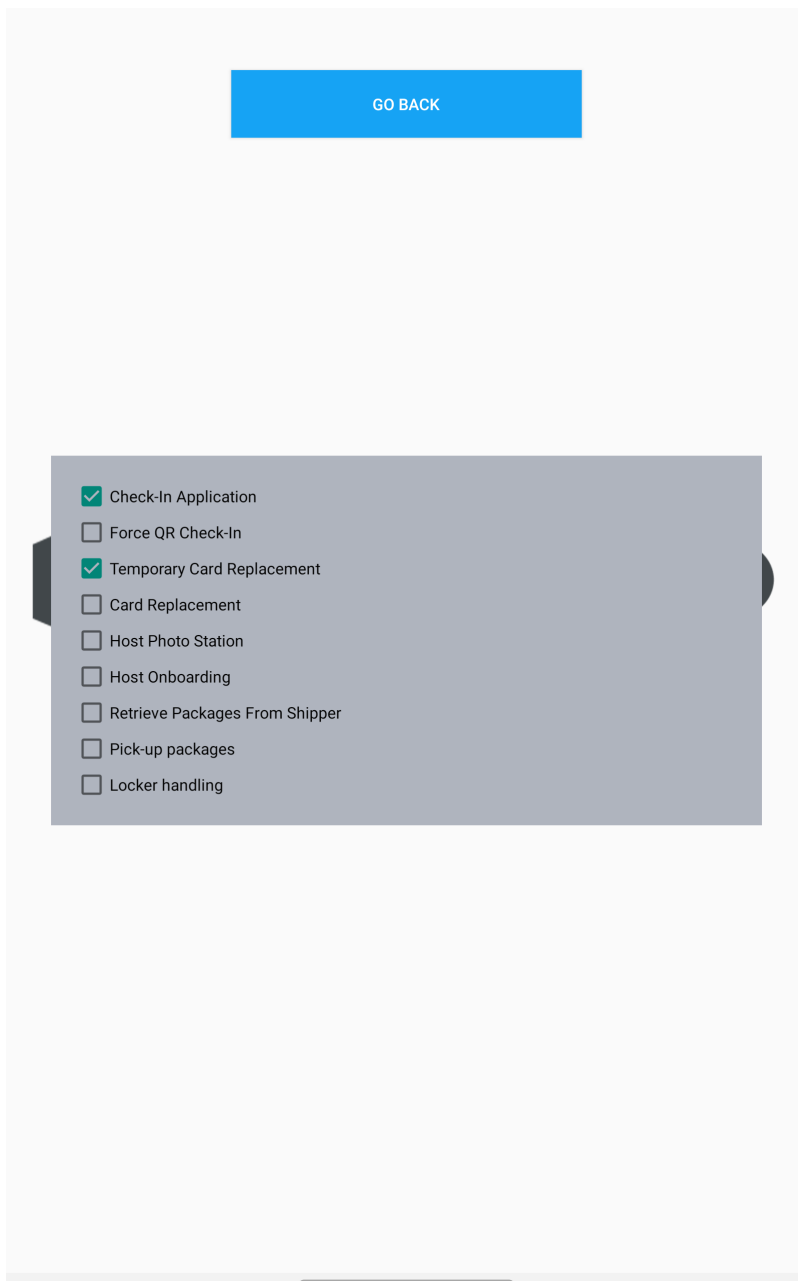 GO BACK
Check-In Application
Force QR Check-In
Temporary Card Replacement
Card Replacement
Host Photo Station
Host Onboarding
Retrieve Packages From Shipper
Pick-up packages
Locker handling